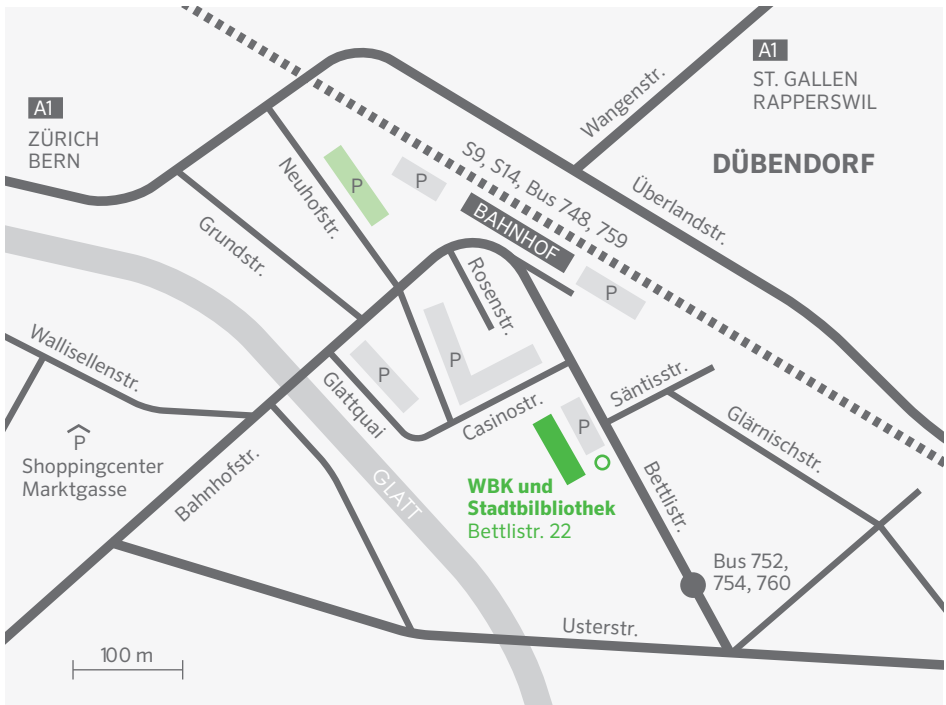 A1
ZÜRICH
BERN
A1
ST. GALLEN
RAPPERSWIL
DÜBENDORF
Wangenstr.
Überlandstr.
S9, S14, Bus 748, 759
BAHNHOF
P
P
P
Neuhofstr.
Grundstr.
Rosenstr.
P
P
Glattquai
Casinostr.
P
Säntisstr.
Glärnischstr.
Wallisellenstr.
P
Shoppingcenter
Marktgasse
Bahnhofstr.
GLATT
WBK und
Stadtbilbliothek
Bettlistr. 22
Bettlistr.
Bus 752,
754, 760
Usterstr.
100 m